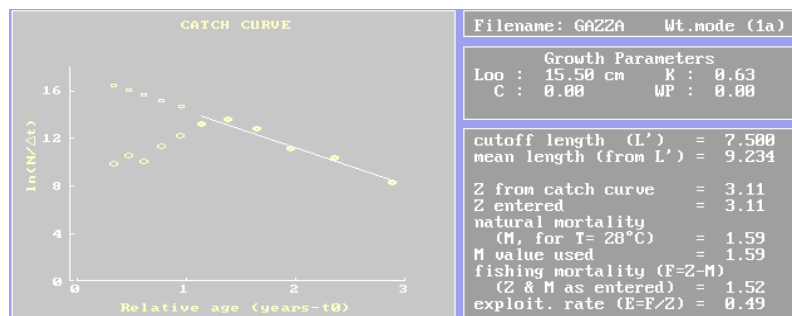 CATCH CURVE
ln(N/Δt)
16
12
8
4
0
0 1 2 3
Relative age (years-t0)
Filename: GAZZA Wt.mode (1a)
Growth Parameters
Loo : 15.50 cm K : 0.63
C : 0.00 WP : 0.00
cutoff length (L') = 7.500
mean length (from L') = 9.234
Z from catch curve = 3.11
Z entered = 3.11
natural mortality
(M, for T= 28°C) = 1.59
M value used = 1.59
fishing mortality (F=Z-M)
(Z & M as entered) = 1.52
exploit. rate (E=F/Z) = 0.49